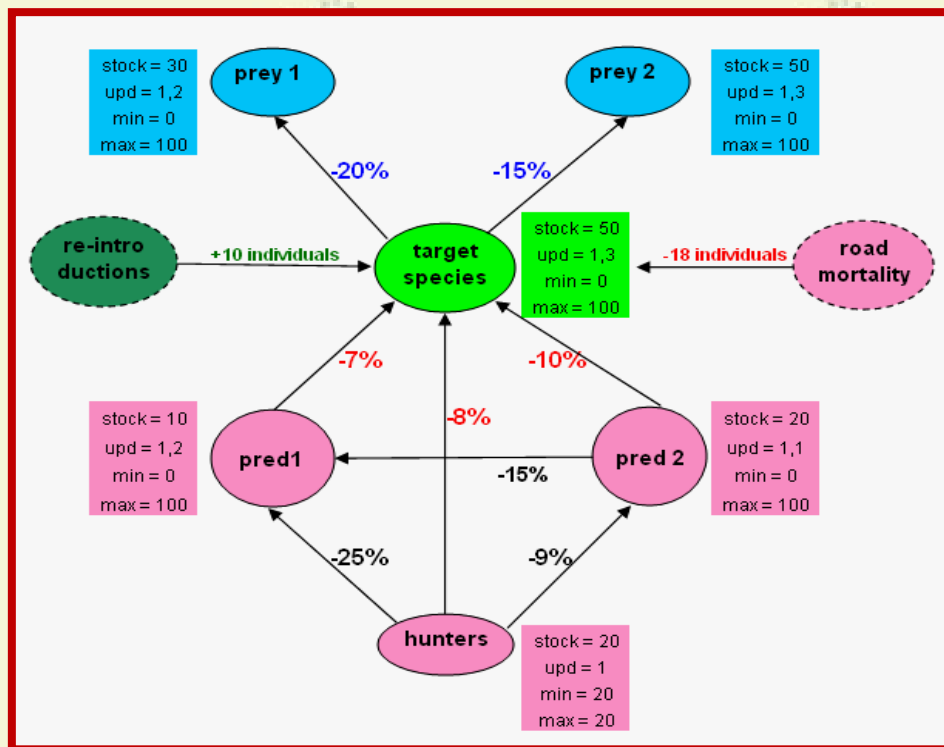 stock = 30
upd = 1,2
min = 0
max = 100
prey 1
prey 2
stock = 50
upd = 1,3
min = 0
max = 100
-20%
-15%
re-intro
ductions
+10 individuals
target
species
stock = 50
upd = 1,3
min = 0
max = 100
-18 individuals
road
mortality
-7%
-8%
-10%
stock = 10
upd = 1,2
min = 0
max = 100
pred1
-15%
pred 2
stock = 20
upd = 1,1
min = 0
max = 100
-25%
-9%
hunters
stock = 20
upd = 1
min = 20
max = 20